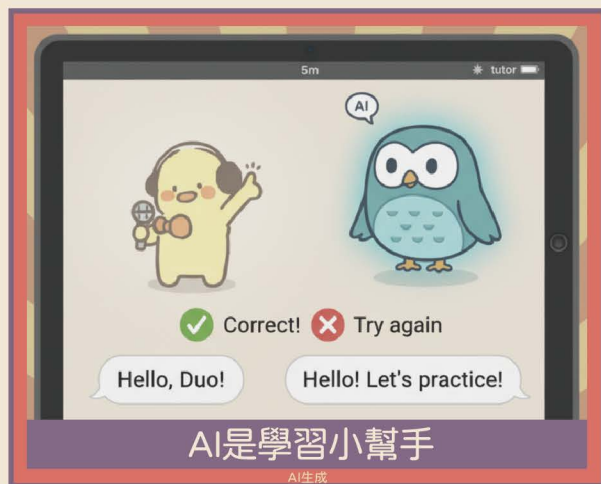 5m
tutor
AI
Correct!
Try again
Hello, Duo!
Hello! Let's practice!
AI是學習小幫手
AI生成